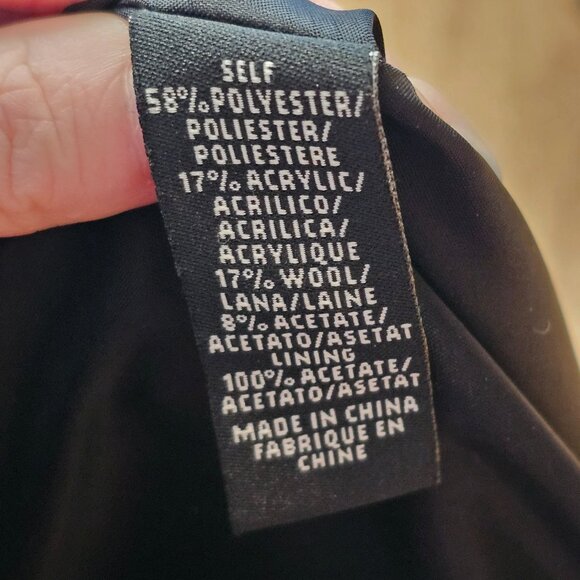 SELF
58% POLYESTER/
POLIESTER/
POLIESTERE
17% ACRYLIC/
ACRILICO/
ACRILICA/
ACRYLIQUE
17% WOOL/
LANA/LAINE
8% ACETATE/
ACETATO/ASETAT
LINING
100% ACETATE/
ACETATO/ASETAT
MADE IN CHINA
FABRIQUE EN
CHINE